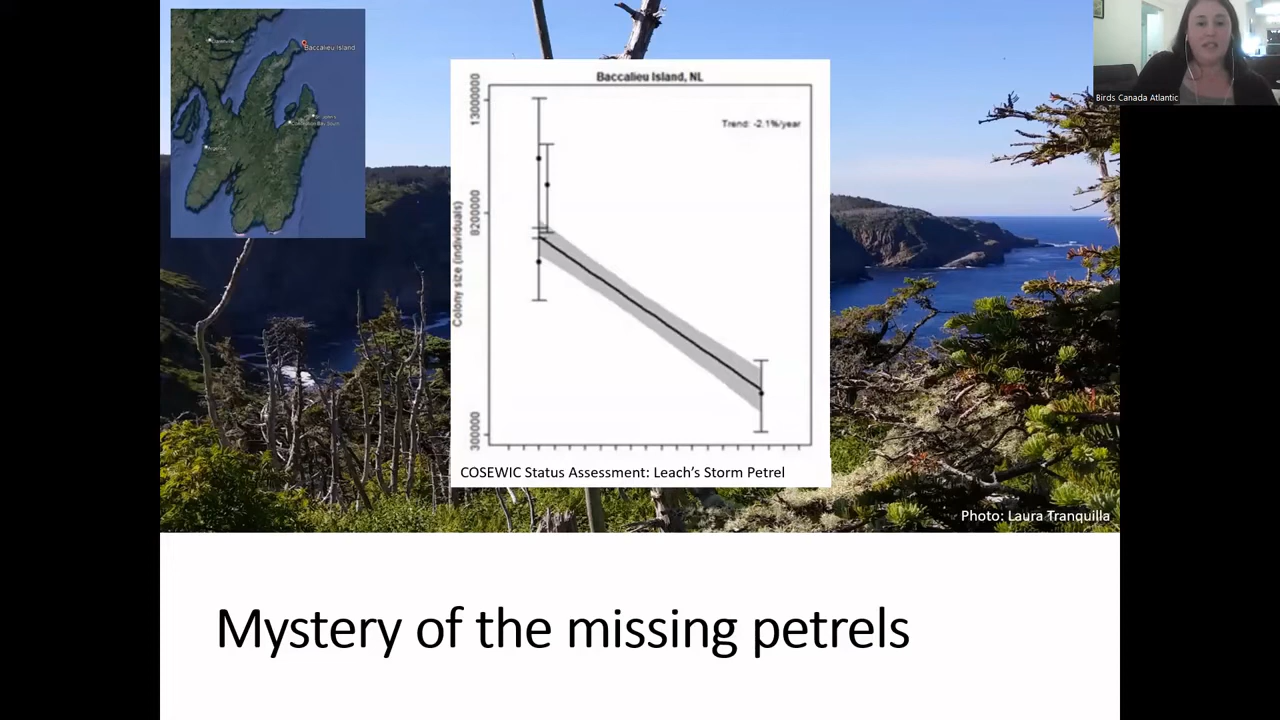 Baccalieu Island
Birds Canada Atlantic
Baccalieu Island, NL
Trend: -2.1%/year
Colony size (individuals)
13000000
8200000
300000
COSEWIC Status Assessment: Leach's Storm Petrel
Photo: Laura Tranquilla
Mystery of the missing petrels